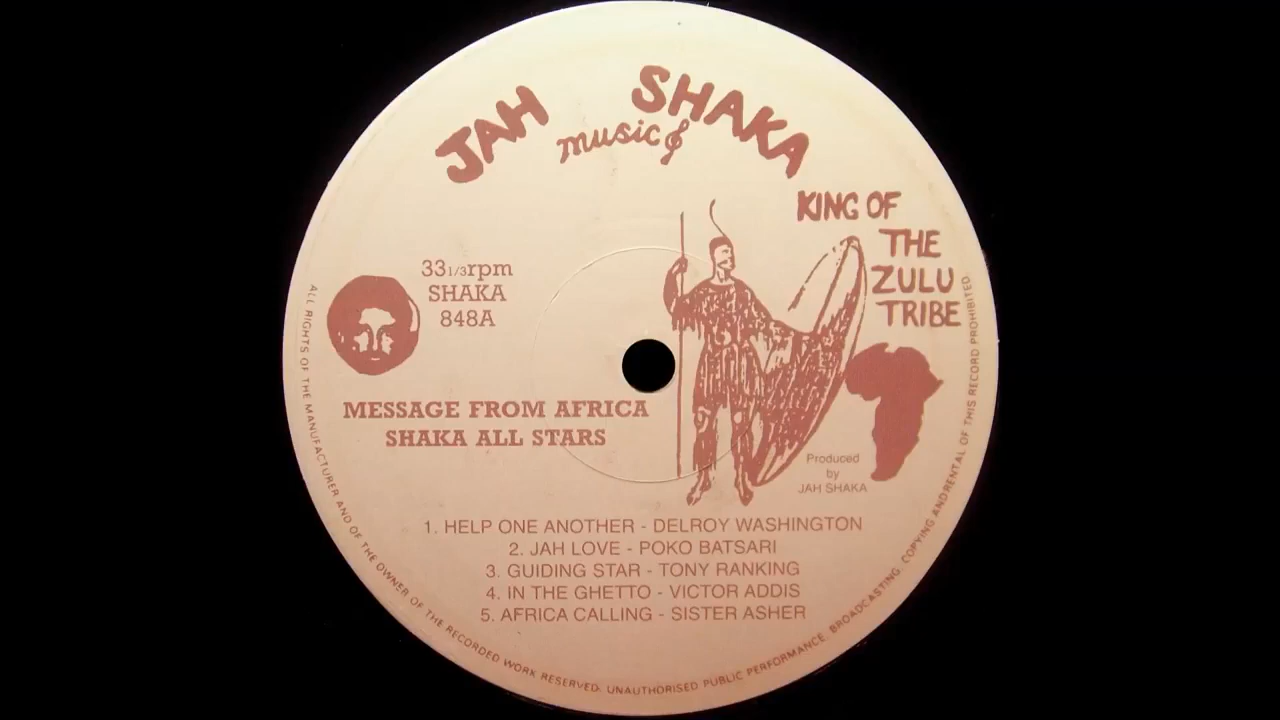 JAH SHAKA
music
KING OF
THE
ZULU
TRIBE
33 1/3 rpm
SHAKA
848A
MESSAGE FROM AFRICA
SHAKA ALL STARS
Produced
by
JAH SHAKA
1. HELP ONE ANOTHER - DELROY WASHINGTON
2. JAH LOVE - POKO BATSARI
3. GUIDING STAR - TONY RANKING
4. IN THE GHETTO - VICTOR ADDIS
5. AFRICA CALLING - SISTER ASHER
ALL RIGHTS OF THE MANUFACTURER AND OF THE OWNER OF THE RECORDED WORK RESERVED. UNAUTHORISED PUBLIC PERFORMANCE, BROADCASTING, COPYING AND RENTAL OF THIS RECORD PROHIBITED.